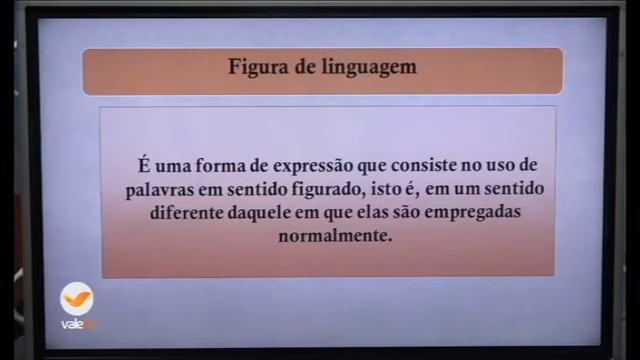 Figura de linguagem
É uma forma de expressão que consiste no uso de
palavras em sentido figurado, isto é, em um sentido
diferente daquele em que elas são empregadas
normalmente.
vale